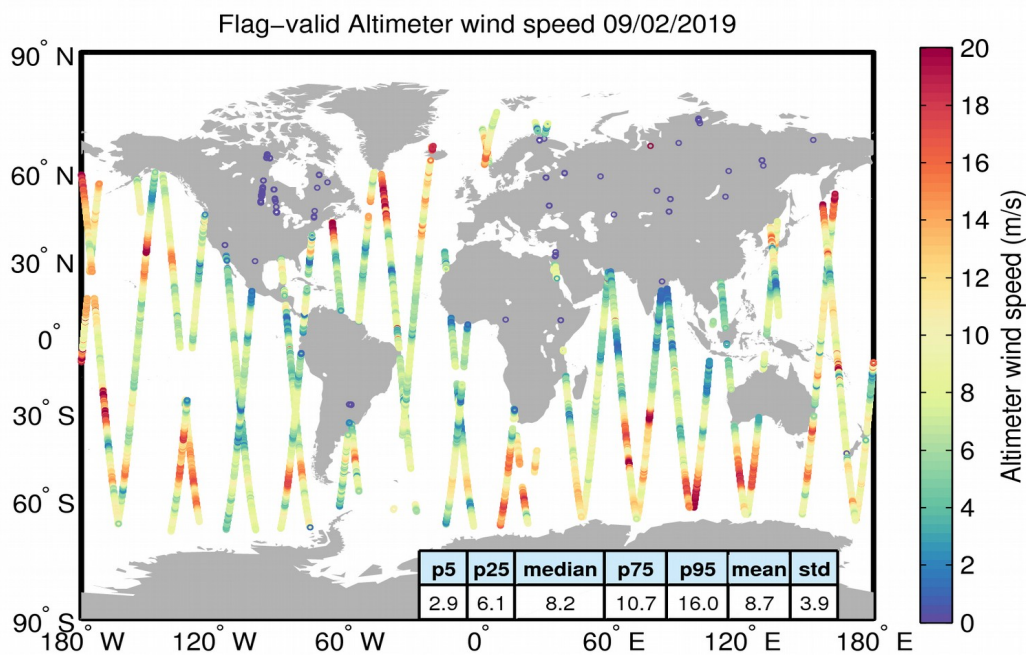 Flag−valid Altimeter wind speed 09/02/2019
90° N
60° N
30° N
0°
30° S
60° S
90° S
180° W
120° W
60° W
0°
60° E
120° E
180° E
p5 p25 median p75 p95 mean std
2.9 6.1 8.2 10.7 16.0 8.7 3.9
20
18
16
14
12
10
8
6
4
2
0
Altimeter wind speed (m/s)